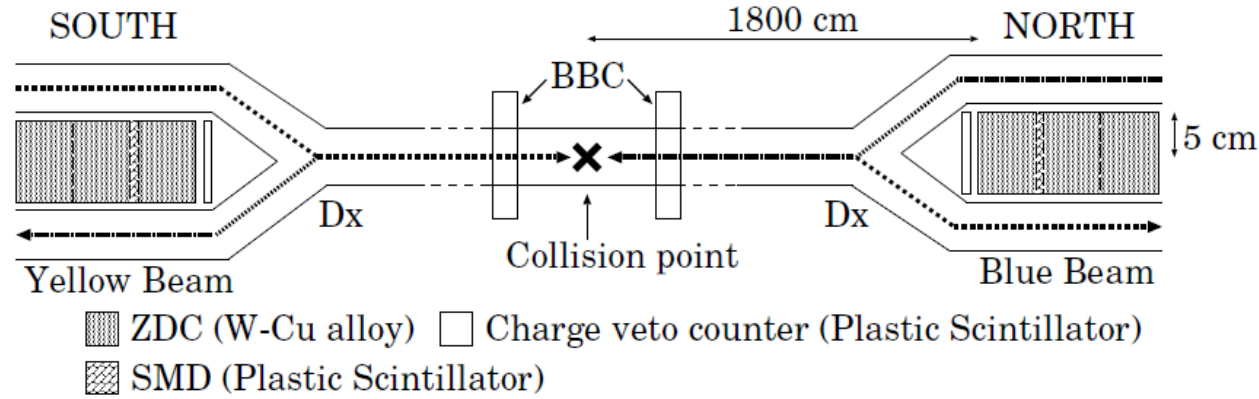 SOUTH
1800 cm
NORTH
BBC
5 cm
Dx
Dx
Collision point
Yellow Beam
Blue Beam
ZDC (W-Cu alloy)
Charge veto counter (Plastic Scintillator)
SMD (Plastic Scintillator)